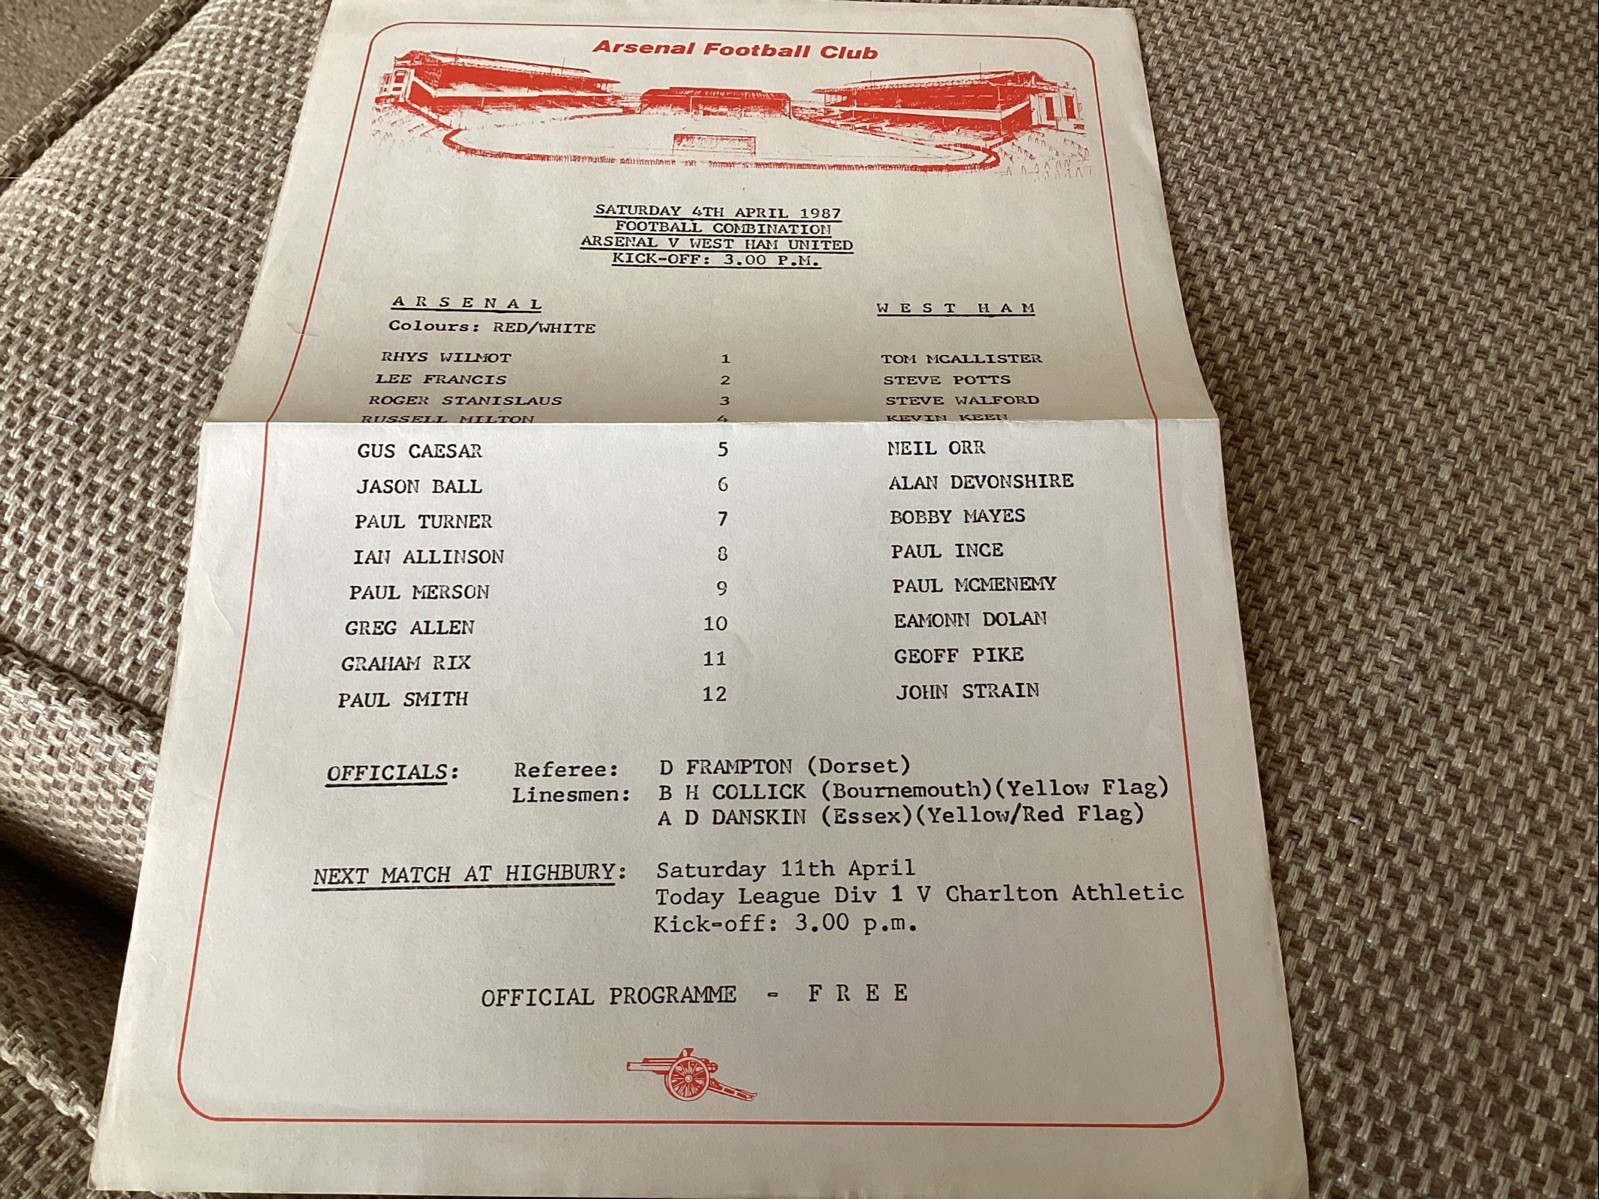 Arsenal Football Club
SATURDAY 4TH APRIL 1987
FOOTBALL COMBINATION
ARSENAL V WEST HAM UNITED
KICK-OFF: 3.00 P.M.
A R S E N A L W E S T H A M
Colours: RED/WHITE
RHYS WILMOT 1 TOM MCALLISTER
LEE FRANCIS 2 STEVE POTTS
ROGER STANISLAUS 3 STEVE WALFORD
RUSSELL MILTON 4 KEVIN KEEN
GUS CAESAR 5 NEIL ORR
JASON BALL 6 ALAN DEVONSHIRE
PAUL TURNER 7 BOBBY MAYES
IAN ALLINSON 8 PAUL INCE
PAUL MERSON 9 PAUL MCMENEMY
GREG ALLEN 10 EAMONN DOLAN
GRAHAM RIX 11 GEOFF PIKE
PAUL SMITH 12 JOHN STRAIN
OFFICIALS: Referee: D FRAMPTON (Dorset)
Linesmen: B H COLLICK (Bournemouth)(Yellow Flag)
A D DANSKIN (Essex)(Yellow/Red Flag)
NEXT MATCH AT HIGHBURY: Saturday 11th April
Today League Div 1 V Charlton Athletic
Kick-off: 3.00 p.m.
OFFICIAL PROGRAMME - F R E E